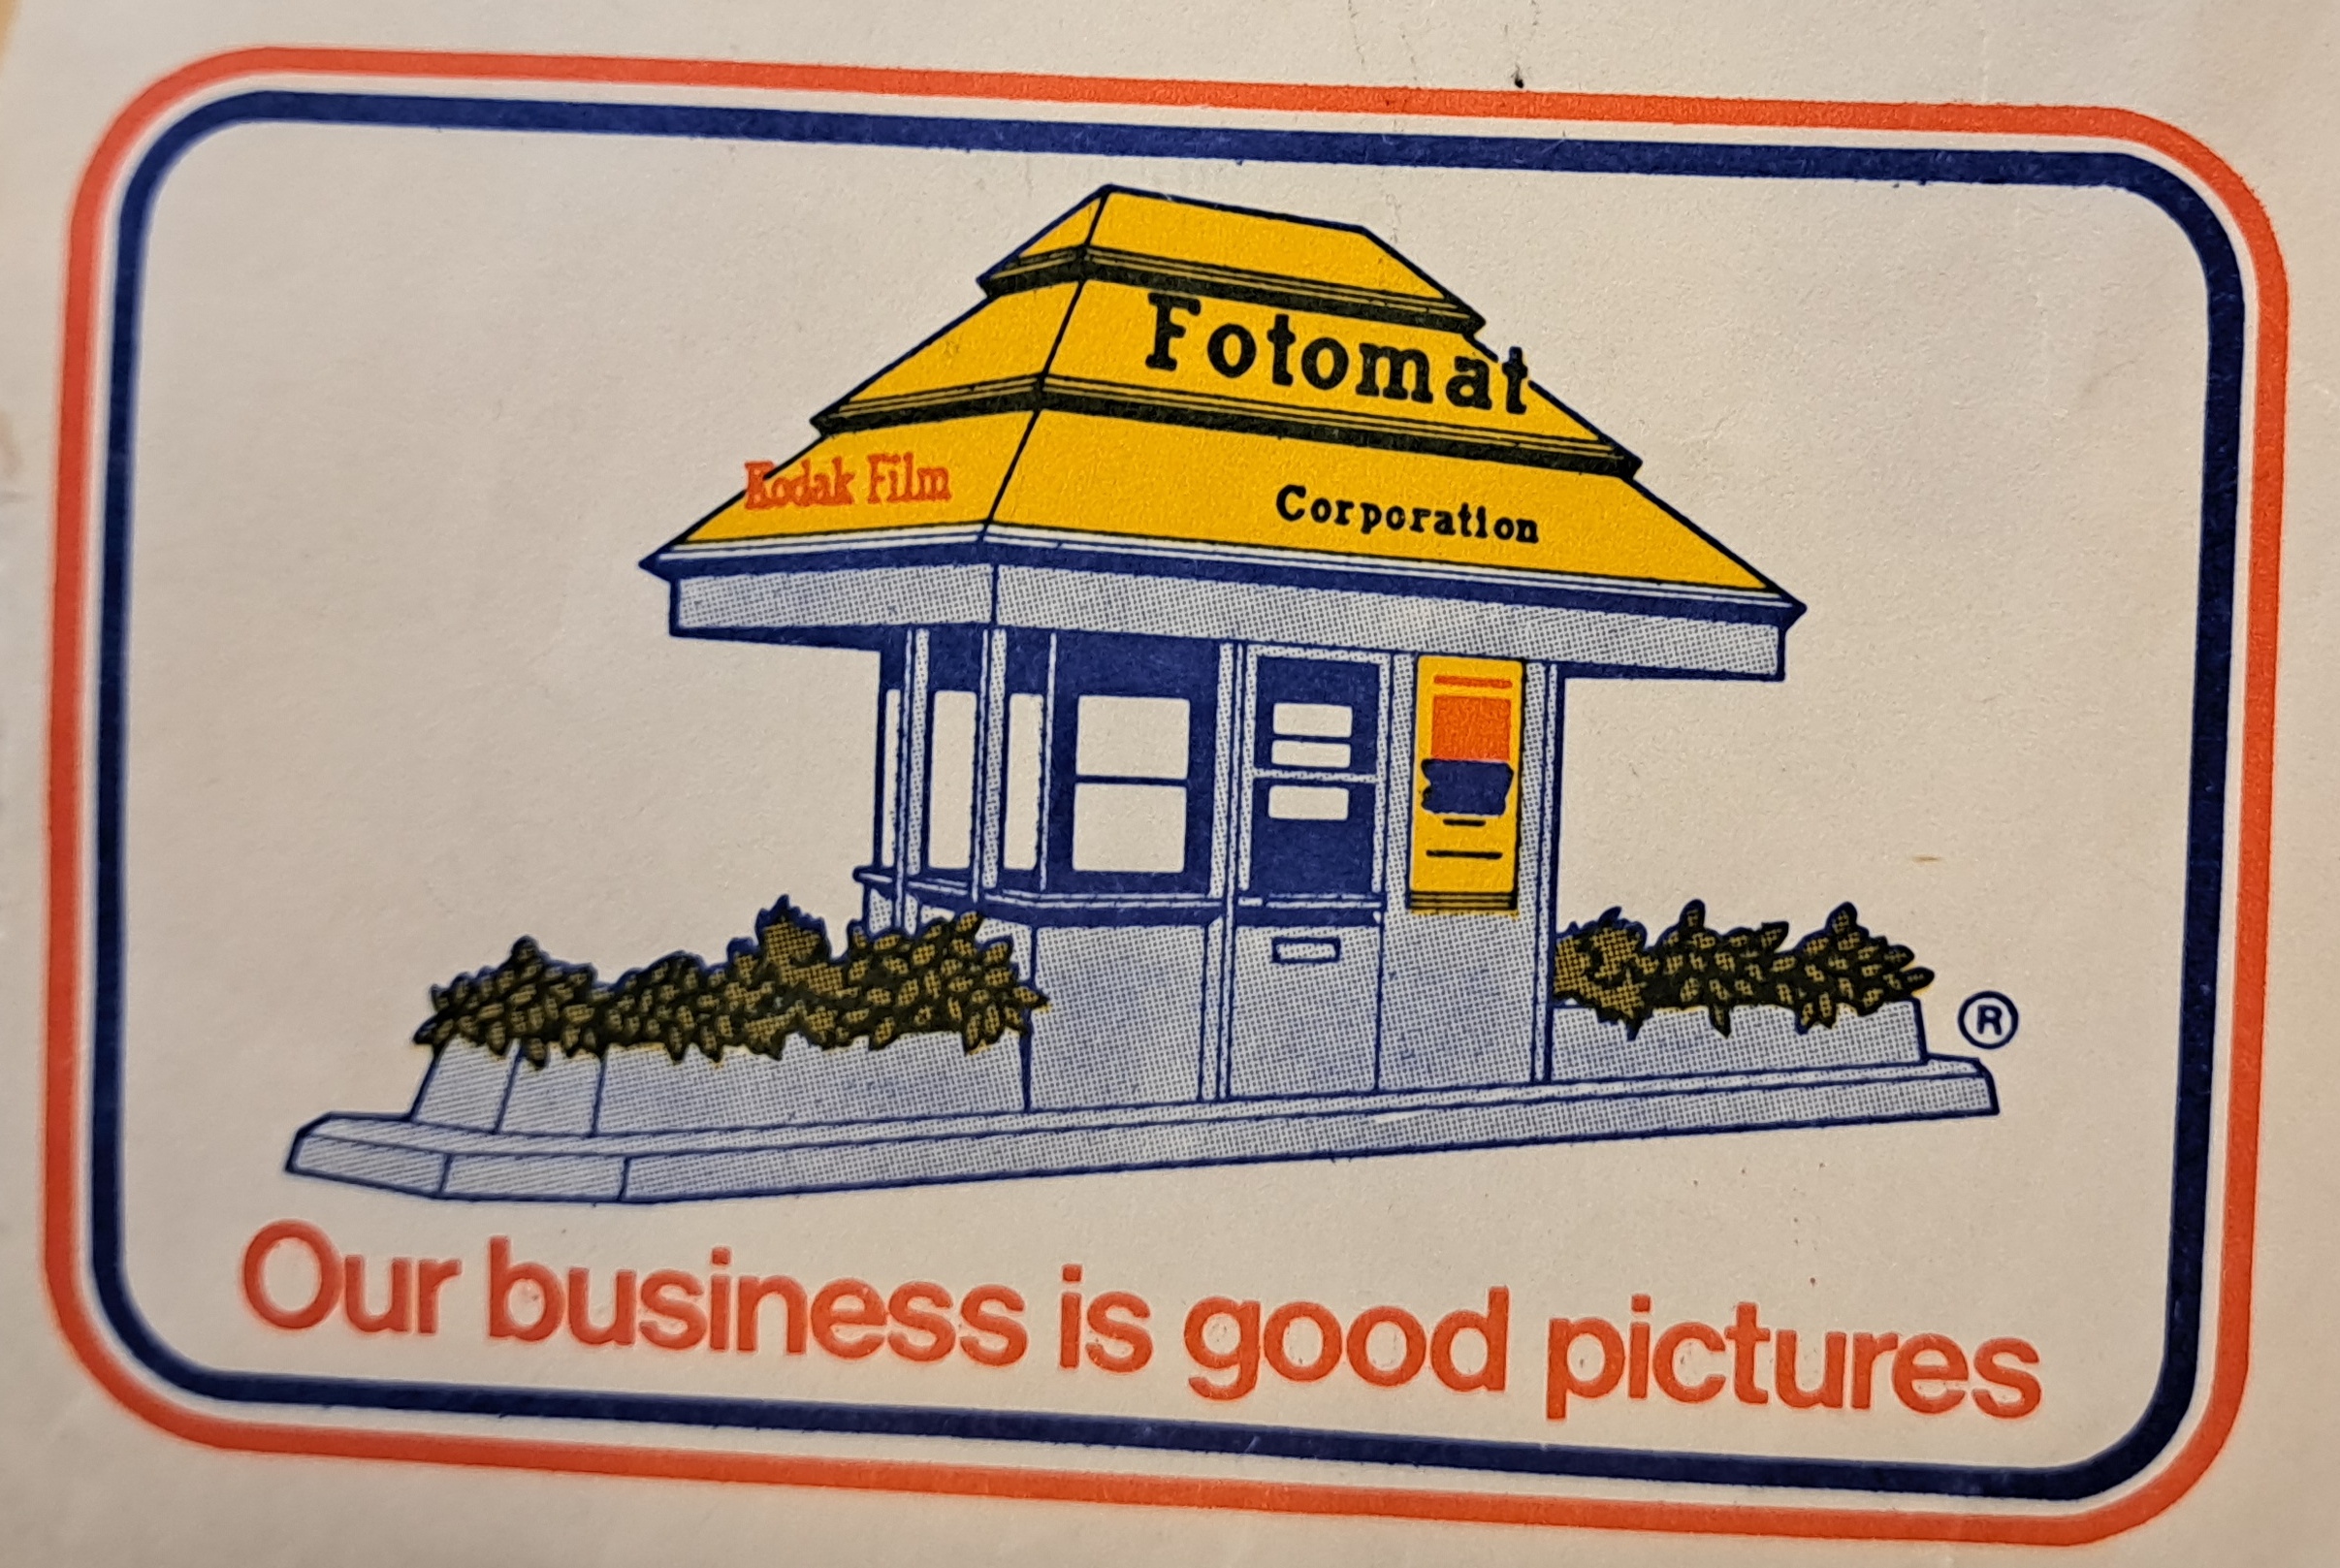 Fotomat
Kodak Film
Corporation
®
Our business is good pictures